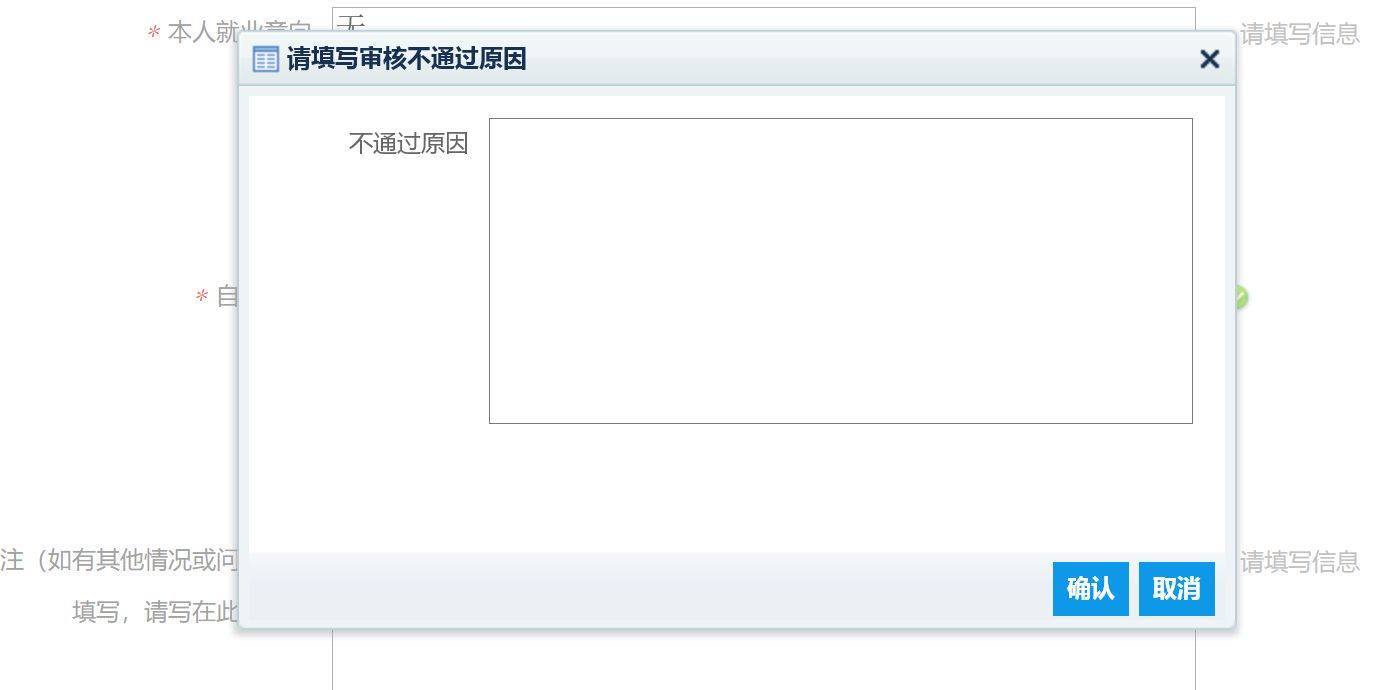 * 本人就业意向
无
请填写信息
请填写审核不通过原因
不通过原因
* 自
注（如有其他情况或问
填写，请写在此
请填写信息
确认 取消